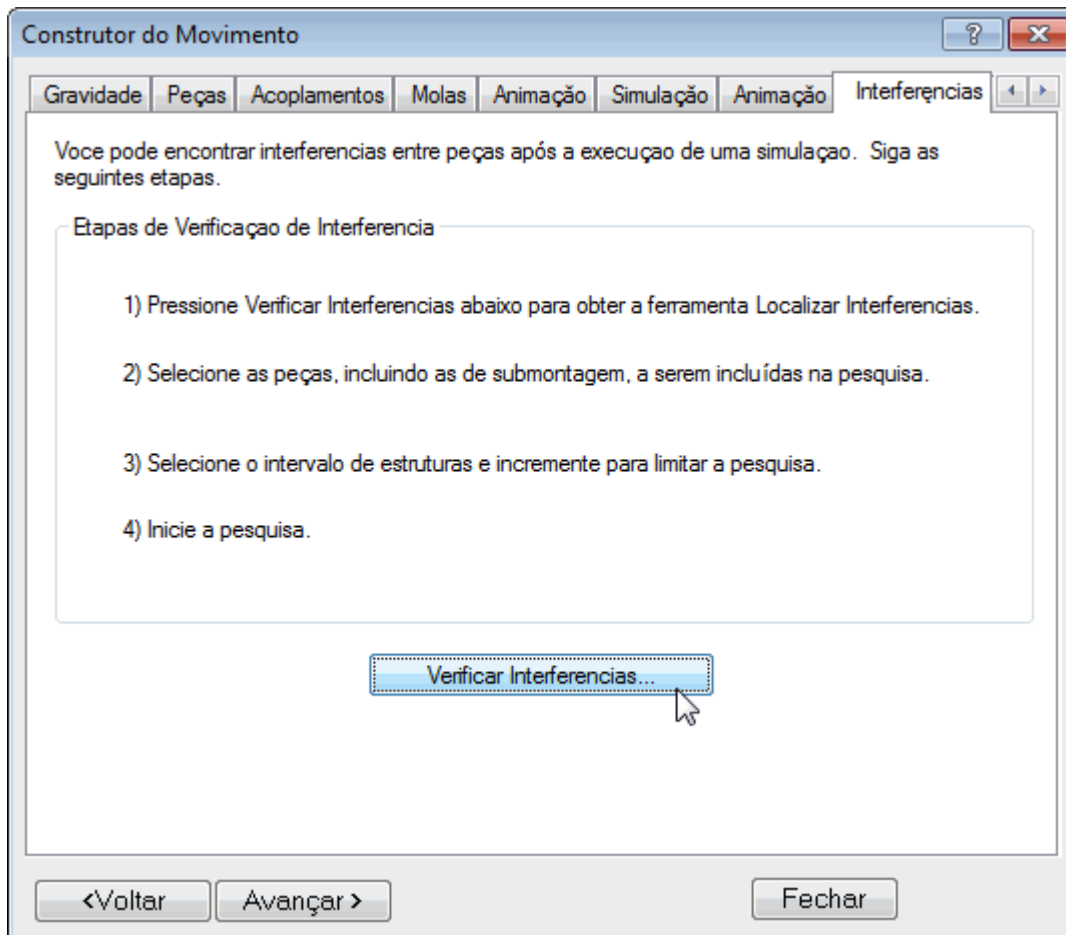 Construtor do Movimento
Gravidade Peças Acoplamentos Molas Animação Simulação Animação Interferęncias
Voce pode encontrar interferencias entre peças após a execuçao de uma simulaçao. Siga as
seguintes etapas.
Etapas de Verificaçao de Interferencia
1) Pressione Verificar Interferencias abaixo para obter a ferramenta Localizar Interferencias.
2) Selecione as peças, incluindo as de submontagem, a serem incluídas na pesquisa.
3) Selecione o intervalo de estruturas e incremente para limitar a pesquisa.
4) Inicie a pesquisa.
Verificar Interferencias...
<Voltar Avançar > Fechar